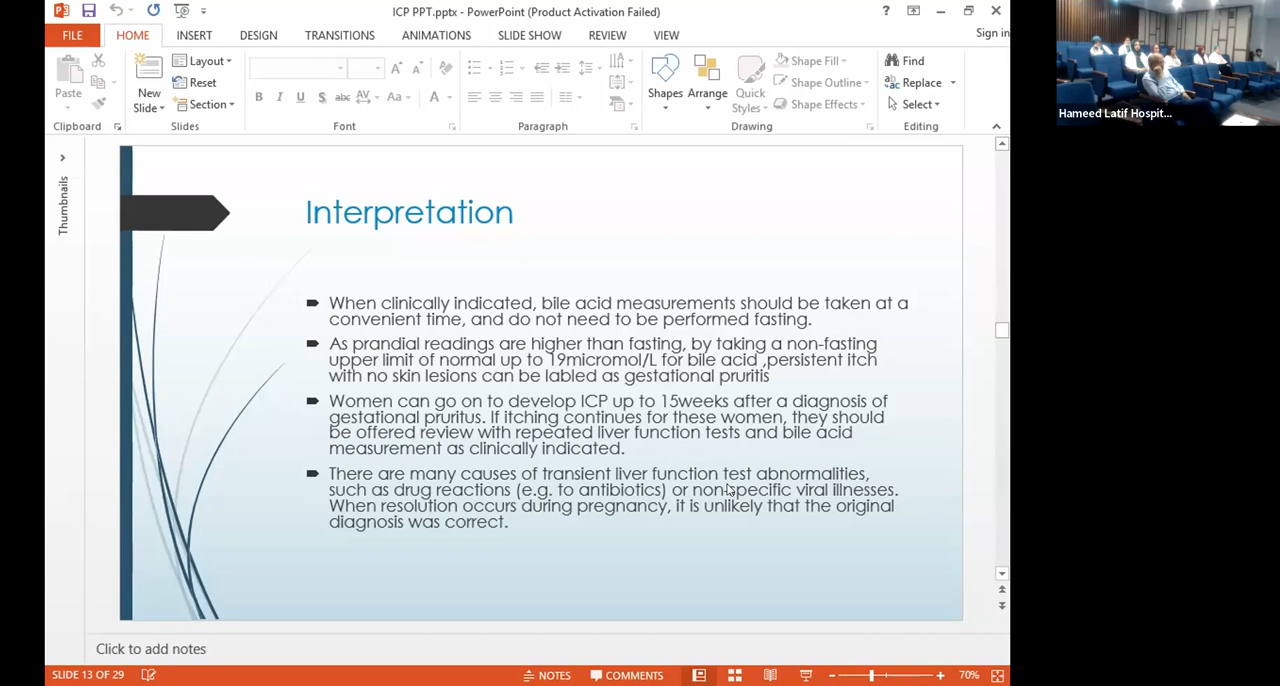 ICP PPT.pptx - PowerPoint (Product Activation Failed)
FILE HOME INSERT DESIGN TRANSITIONS ANIMATIONS SLIDE SHOW REVIEW VIEW Sign in
Paste
Clipboard
New
Slide
Layout
Reset
Section
Slides
B I U S abc AV Aa A
Font
Paragraph
Shapes
Arrange
Quick
Styles
Shape Fill
Shape Outline
Shape Effects
Drawing
Find
Replace
Select
Editing
Hameed Latif Hospit...
Thumbnails
Interpretation
When clinically indicated, bile acid measurements should be taken at a
convenient time, and do not need to be performed fasting.
As prandial readings are higher than fasting, by taking a non-fasting
upper limit of normal up to 19micromol/L for bile acid ,persistent itch
with no skin lesions can be labled as gestational pruritis
Women can go on to develop ICP up to 15weeks after a diagnosis of
gestational pruritus. If itching continues for these women, they should
be offered review with repeated liver function tests and bile acid
measurement as clinically indicated.
There are many causes of transient liver function test abnormalities,
such as drug reactions (e.g. to antibiotics) or non-specific viral illnesses.
When resolution occurs during pregnancy, it is unlikely that the original
diagnosis was correct.
Click to add notes
SLIDE 13 OF 29 NOTES COMMENTS 70%